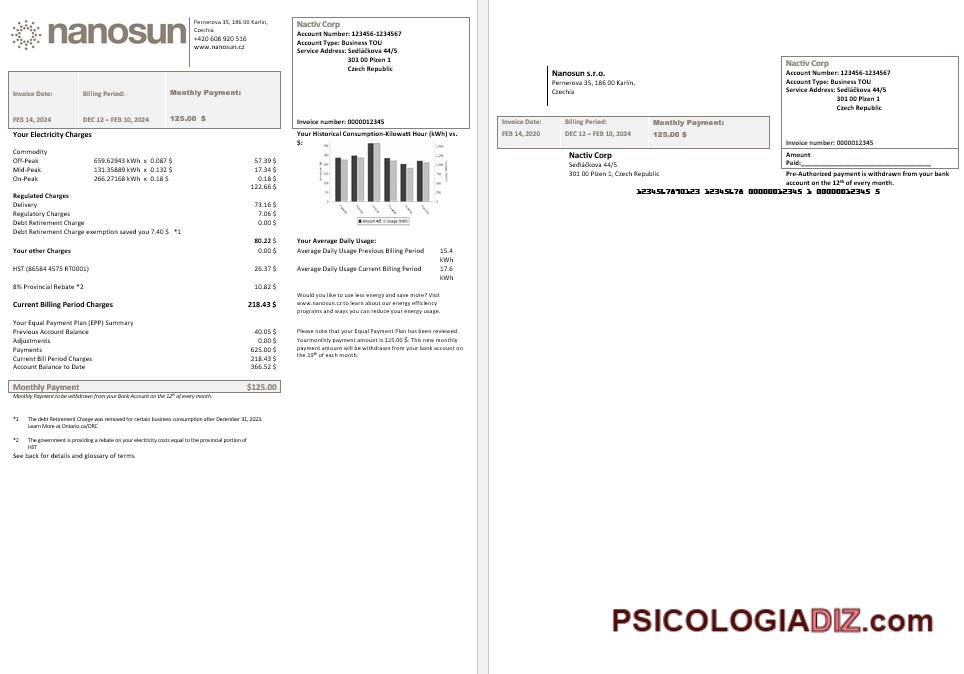 nanosun
Pernerova 35, 186 00 Karlín,
Czechia
+420 608 920 516
www.nanosun.cz
Invoice Date:
Billing Period:
Monthly Payment:
FEB 14, 2024
DEC 12 – FEB 10, 2024
125.00 $
Your Electricity Charges
Commodity
Off-Peak 659.62943 kWh x 0.087 $ 57.39 $
Mid-Peak 131.35889 kWh x 0.132 $ 17.34 $
On-Peak 266.27168 kWh x 0.18 $ 0.18 $
122.66 $
Regulated Charges
Delivery 73.16 $
Regulatory Charges 7.06 $
Debt Retirement Charge 0.00 $
Debt Retirement Charge exemption saved you 7.40 $ *1
80.22 $
Your other Charges 0.00 $
HST (86584 4575 RT0001) 26.37 $
8% Provincial Rebate *2 10.82 $
Current Billing Period Charges 218.43 $
Your Equal Payment Plan (EPP) Summary
Previous Account Balance 40.05 $
Adjustments 0.00 $
Payments 625.00 $
Current Bill Period Charges 218.43 $
Account Balance to Date 366.52 $
Monthly Payment $125.00
Monthly Payment to be withdrawn from your Bank Account on the 12th of every month.
*1 The debt Retirement Charge was removed for certain business consumption after December 31, 2023.
Learn More at Ontario.ca/DRC
*2 The government is providing a rebate on your electricity costs equal to the provincial portion of
HST
See back for details and glossary of terms
Nactiv Corp
Account Number: 123456-1234567
Account Type: Business TOU
Service Address: Sedláčkova 44/5
301 00 Plzen 1
Czech Republic
Invoice number: 0000012345
Your Historical Consumption-Kilowatt Hour (kWh) vs.
$:
Your Average Daily Usage:
Average Daily Usage Previous Billing Period 15.4
kWh
Average Daily Usage Current Billing Period 17.6
kWh
Would you like to use less energy and save more? Visit
www.nanosun.cz to learn about our energy efficiency
programs and ways you can reduce your energy usage.
Please note that your Equal Payment Plan has been reviewed.
Yourmonthly payment amount is 125.00 $. This new monthly
payment amount will be withdrawn from your bank account on
the 19th of each month.
Nanosun s.r.o.
Pernerova 35, 186 00 Karlín,
Czechia
Invoice Date:
Billing Period:
Monthly Payment:
FEB 14, 2020
DEC 12 – FEB 10, 2024
125.00 $
Nactiv Corp
Sedláčkova 44/5
301 00 Plzen 1, Czech Republic
Nactiv Corp
Account Number: 123456-1234567
Account Type: Business TOU
Service Address: Sedláčkova 44/5
301 00 Plzen 1
Czech Republic
Invoice number: 0000012345
Amount
Paid:
Pre-Authorized payment is withdrawn from your bank
account on the 12th of every month.
1234567890123 12345678 00000012345 1 00000012345 5
PSICOLOGIADIZ.com